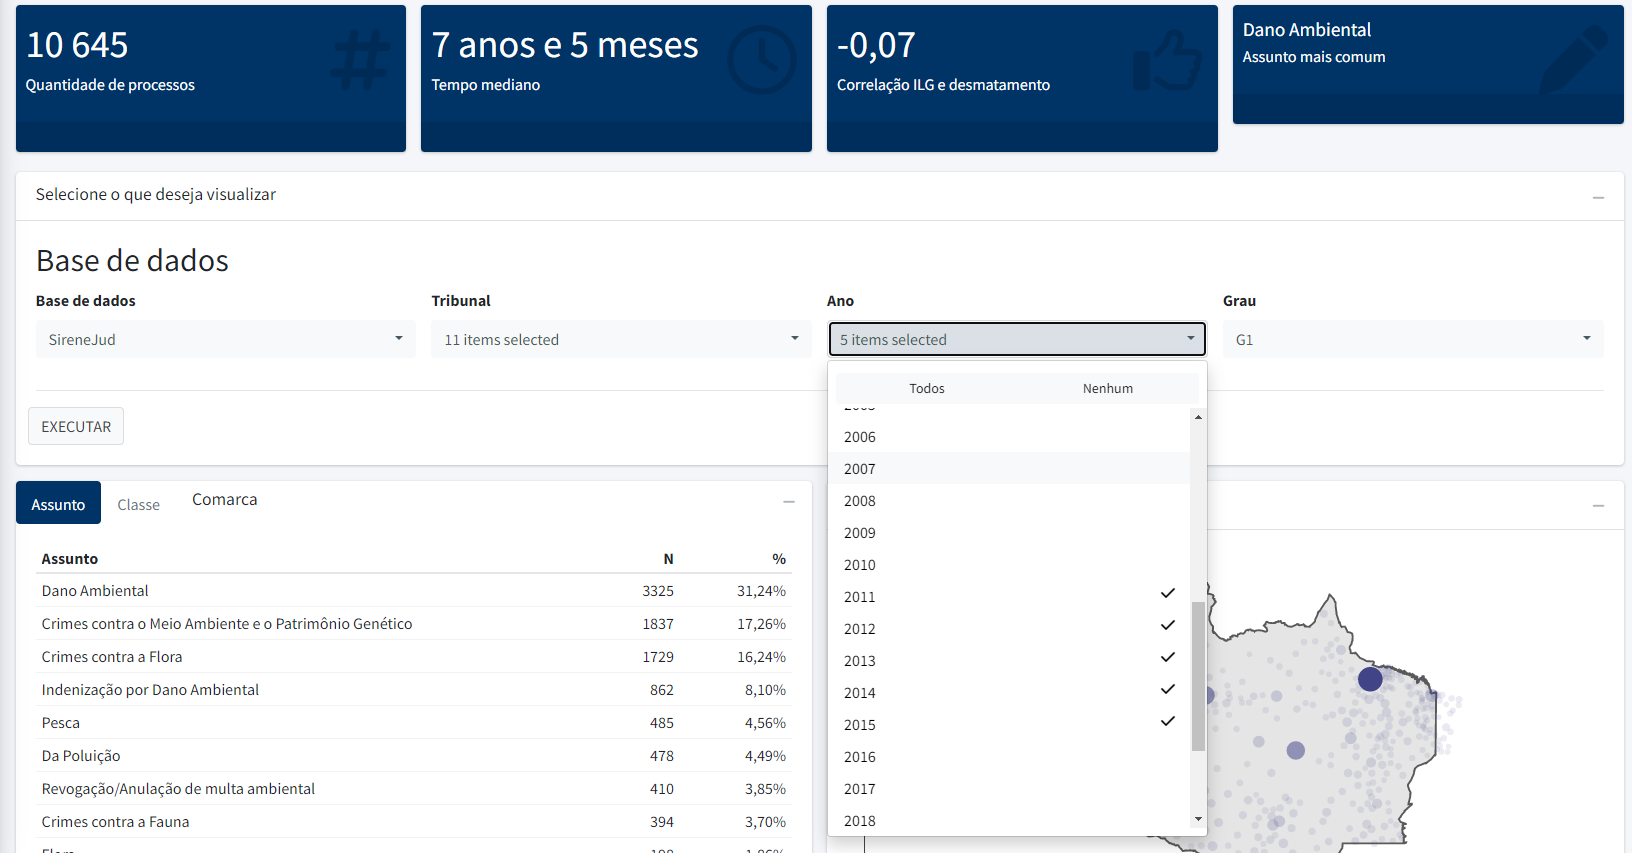 10 645
Quantidade de processos
7 anos e 5 meses
Tempo mediano
-0,07
Correlação ILG e desmatamento
Dano Ambiental
Assunto mais comum
Selecione o que deseja visualizar
Base de dados
Base de dados
SireneJud
Tribunal
11 items selected
Ano
5 items selected
Grau
G1
Todos Nenhum
2006
2007
2008
2009
2010
2011
2012
2013
2014
2015
2016
2017
2018
EXECUTAR
Assunto Classe Comarca
Assunto N %
Dano Ambiental 3325 31,24%
Crimes contra o Meio Ambiente e o Patrimônio Genético 1837 17,26%
Crimes contra a Flora 1729 16,24%
Indenização por Dano Ambiental 862 8,10%
Pesca 485 4,56%
Da Poluição 478 4,49%
Revogação/Anulação de multa ambiental 410 3,85%
Crimes contra a Fauna 394 3,70%